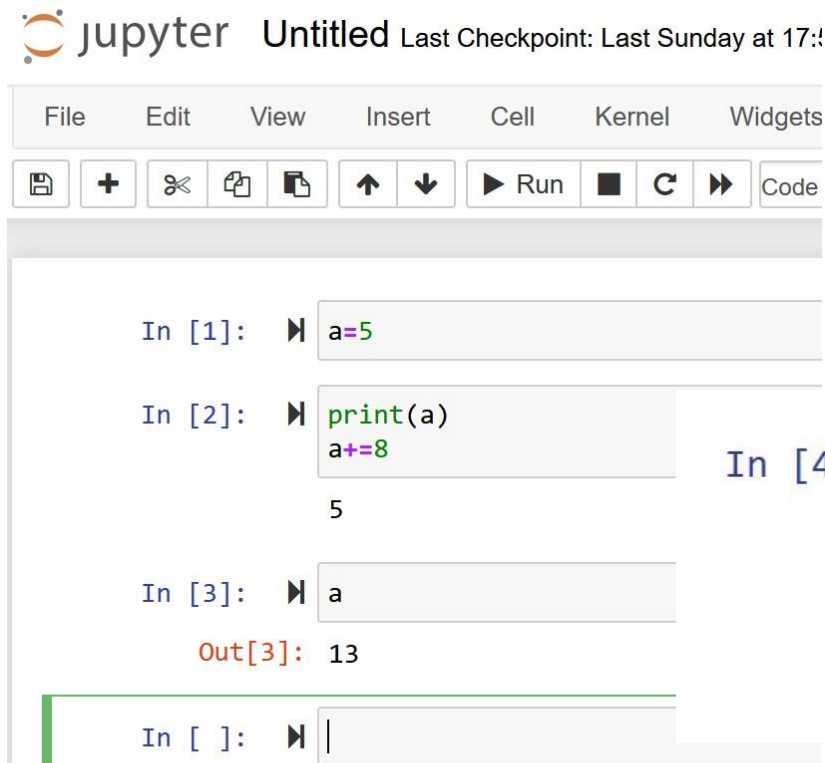 jupyter Untitled Last Checkpoint: Last Sunday at 17:
File Edit View Insert Cell Kernel Widgets
Run Code
In [1]: a=5
In [2]: print(a)
a+=8
5
In [4
In [3]: a
Out[3]: 13
In [ ]: